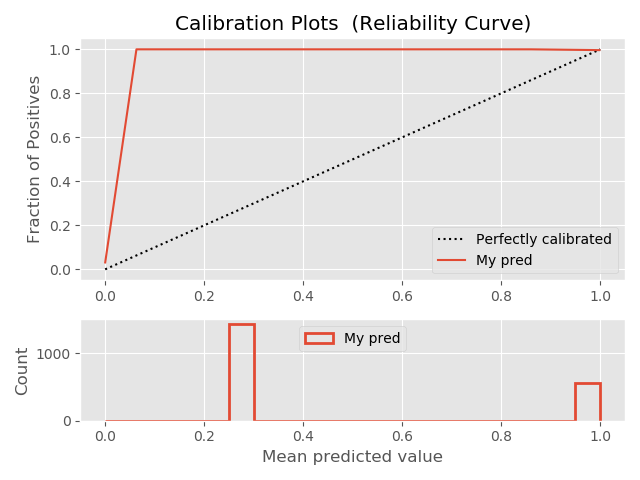 Calibration Plots  (Reliability Curve)
1.0
0.8
0.6
0.4
0.2
0.0
Fraction of Positives
Perfectly calibrated
My pred
0.0 0.2 0.4 0.6 0.8 1.0
1000
0
Count
My pred
0.0 0.2 0.4 0.6 0.8 1.0
Mean predicted value